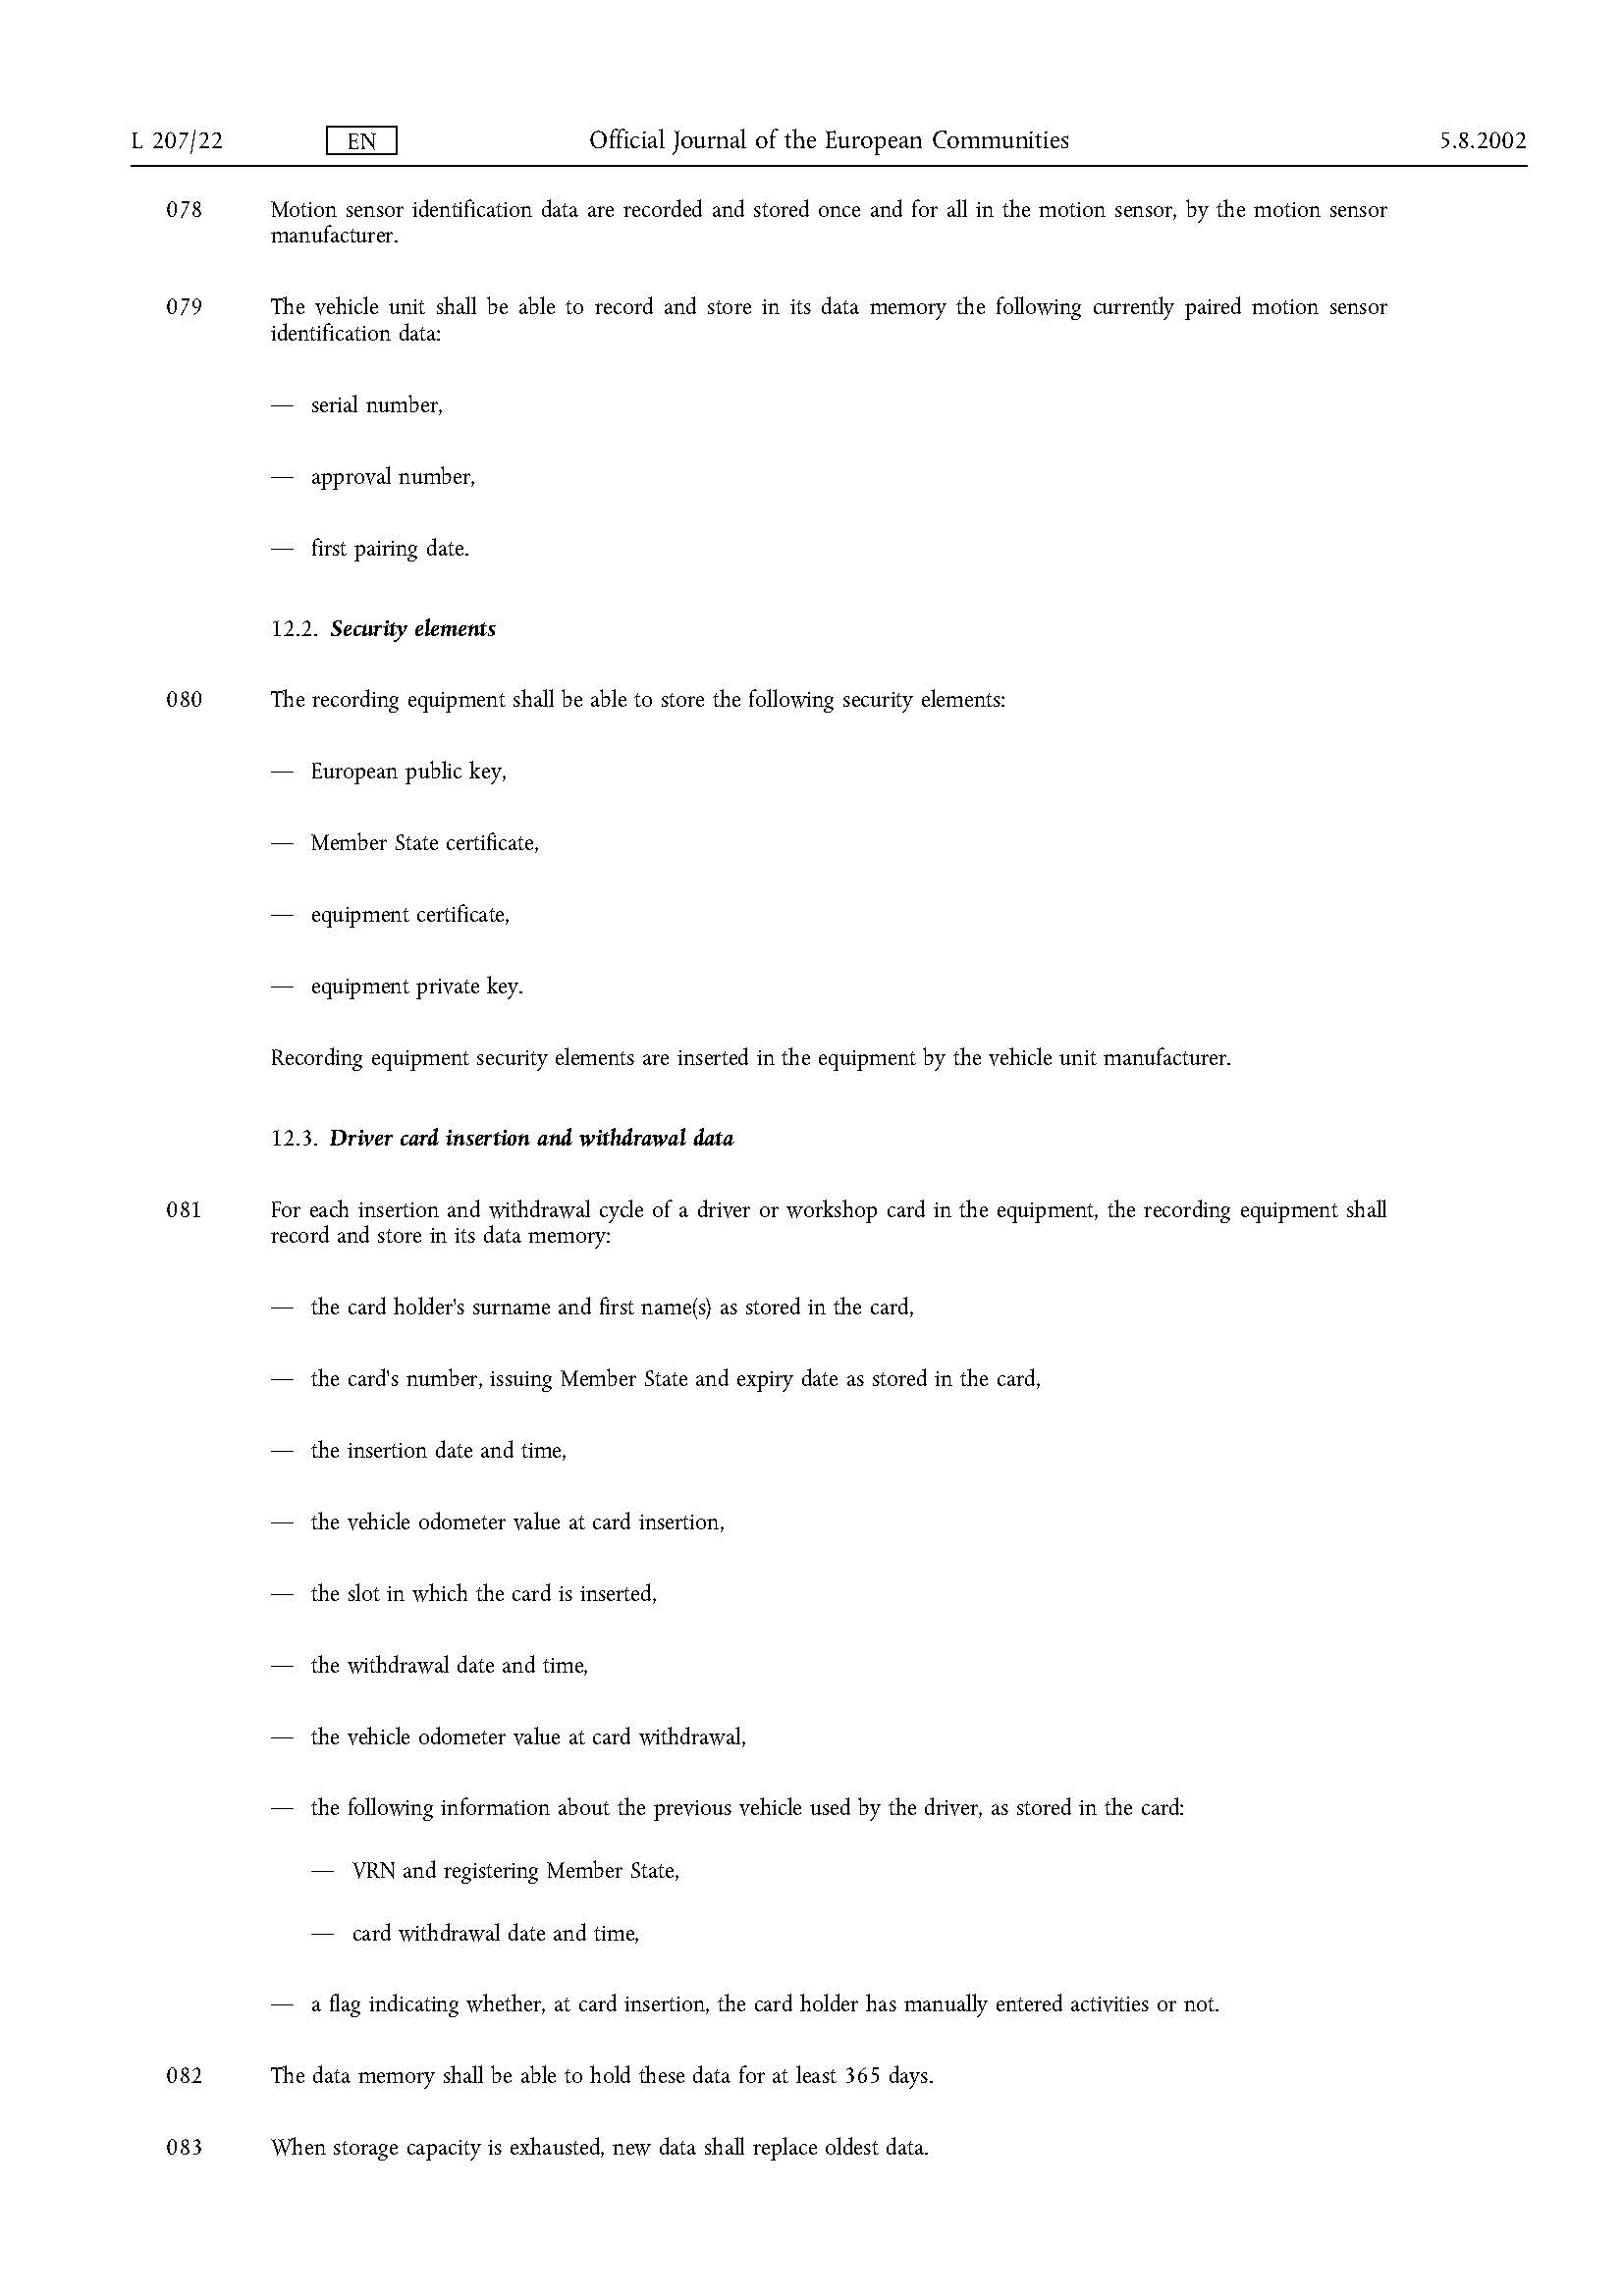 L 207/22 EN Official Journal of the European Communities 5.8.2002
078 Motion sensor identification data are recorded and stored once and for all in the motion sensor, by the motion sensor
manufacturer.
079 The vehicle unit shall be able to record and store in its data memory the following currently paired motion sensor
identification data:
— serial number,
— approval number,
— first pairing date.
12.2. Security elements
080 The recording equipment shall be able to store the following security elements:
— European public key,
— Member State certificate,
— equipment certificate,
— equipment private key.
Recording equipment security elements are inserted in the equipment by the vehicle unit manufacturer.
12.3. Driver card insertion and withdrawal data
081 For each insertion and withdrawal cycle of a driver or workshop card in the equipment, the recording equipment shall
record and store in its data memory:
— the card holder's surname and first name(s) as stored in the card,
— the card's number, issuing Member State and expiry date as stored in the card,
— the insertion date and time,
— the vehicle odometer value at card insertion,
— the slot in which the card is inserted,
— the withdrawal date and time,
— the vehicle odometer value at card withdrawal,
— the following information about the previous vehicle used by the driver, as stored in the card:
— VRN and registering Member State,
— card withdrawal date and time,
— a flag indicating whether, at card insertion, the card holder has manually entered activities or not.
082 The data memory shall be able to hold these data for at least 365 days.
083 When storage capacity is exhausted, new data shall replace oldest data.